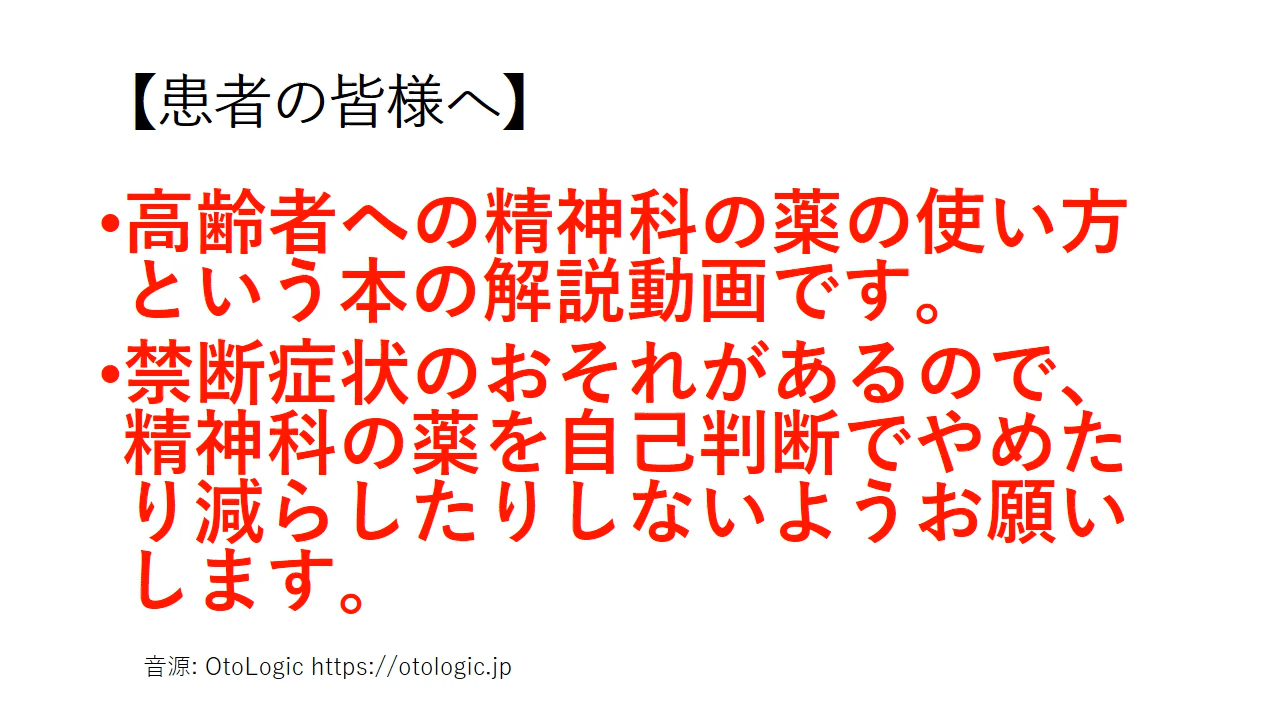 【患者の皆様へ】
•高齢者への精神科の薬の使い方
という本の解説動画です。
•禁断症状のおそれがあるので、
精神科の薬を自己判断でやめた
り減らしたりしないようお願い
します。
音源: OtoLogic https://otologic.jp